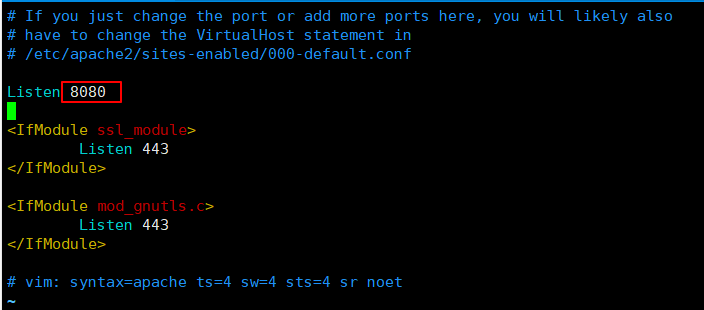 # If you just change the port or add more ports here, you will likely also
# have to change the VirtualHost statement in
# /etc/apache2/sites-enabled/000-default.conf
Listen 8080
<IfModule ssl_module>
Listen 443
</IfModule>
<IfModule mod_gnutls.c>
Listen 443
</IfModule>
# vim: syntax=apache ts=4 sw=4 sts=4 sr noet
~